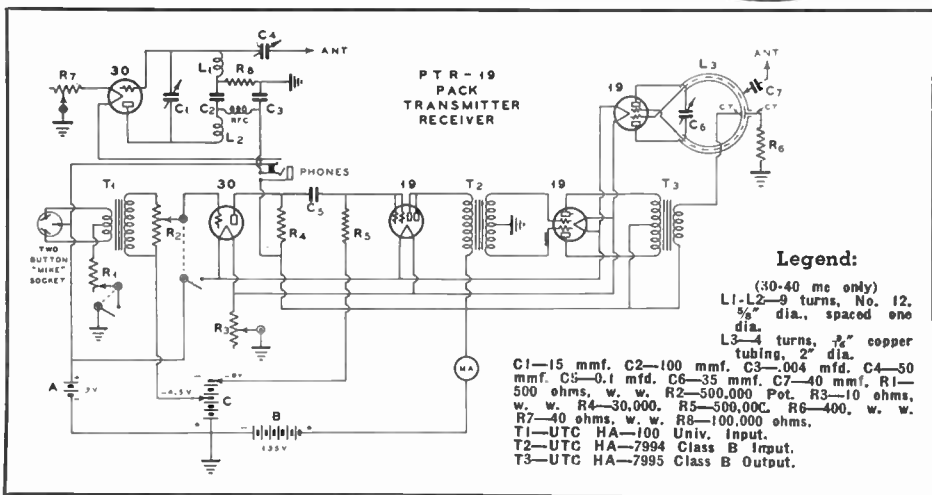 C4
ANT
R7
30
L1
R8
C1
C2
C3
RFC
L2
PTR-19
PACK
TRANSMITTER
RECEIVER
ANT
L3
C7
19
C6
CT
CT
R6
PHONES
T1
30
C5
19
T2
19
T3
R2
R4
R5
TWO
BUTTON
"MIKE"
SOCKET
R1
R3
A
3V
-4.5V
C
B
135V
MA
Legend:
(30-40 mc only)
L1-L2—9 turns, No. 12,
5/8" dia., spaced one
dia.
L3—4 turns, copper
tubing, 2" dia.
C1—15 mmf. C2—100 mmf. C3—.004 mfd. C4—50
mmf. C5—0.1 mfd. C6—35 mmf. C7—40 mmf. R1—
500 ohms, w. w. R2—500,000 Pot. R3—10 ohms,
w. w. R4—30,000. R5—500,000. R6—400, w. w.
R7—40 ohms, w. w. R8—100,000 ohms.
T1—UTC HA—100 Univ. Input.
T2—UTC HA—7994 Class B Input.
T3—UTC HA—7995 Class B Output.